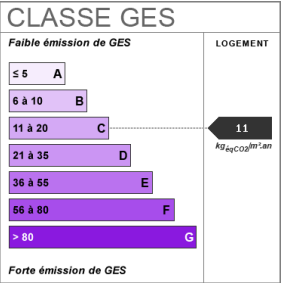 CLASSE GES
Faible émission de GES
LOGEMENT
≤ 5 A
6 à 10 B
11 à 20 C
11
kgéqCO2/m².an
21 à 35 D
36 à 55 E
56 à 80 F
> 80 G
Forte émission de GES